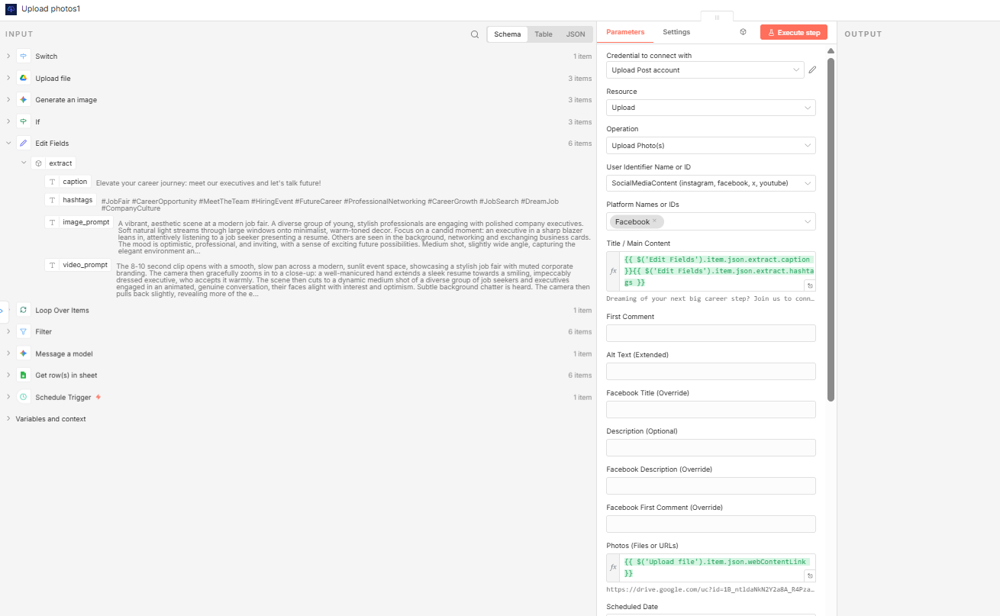 Upload photos1
INPUT
Schema
Table
JSON
Switch
1 item
Upload file
3 items
Generate an image
3 items
If
3 items
Edit Fields
6 items
extract
T caption
Elevate your career journey: meet our executives and let's talk future!
T hashtags
#JobFair #CareerOpportunity #MeetTheTeam #HiringEvent #FutureCareer #ProfessionalNetworking #CareerGrowth #JobSearch #DreamJob
#CompanyCulture
T image_prompt
A vibrant, aesthetic scene at a modern job fair. A diverse group of young, stylish professionals are engaging with polished company executives.
Soft natural light streams through large windows onto minimalist, warm-toned decor. Focus on a candid moment: an executive in a sharp blazer
leans in, attentively listening to a job seeker presenting a resume. Others are seen in the background, networking and exchanging business cards.
The mood is optimistic, professional, and inviting, with a sense of exciting future possibilities. Medium shot, slightly wide angle, capturing the
elegant environment an...
T video_prompt
The 8-10 second clip opens with a smooth, slow pan across a modern, sunlit event space, showcasing a stylish job fair with muted corporate
branding. The camera then gracefully zooms in to a close-up: a well-manicured hand extends a sleek resume towards a smiling, impeccably
dressed executive, who accepts it warmly. The scene then cuts to a dynamic medium shot of a diverse group of job seekers and executives
engaged in an animated, genuine conversation, their faces alight with interest and optimism. Subtle background chatter is heard. The camera then
pulls back slightly, revealing more of the e...
Loop Over Items
1 item
Filter
6 items
Message a model
1 item
Get row(s) in sheet
6 items
Schedule Trigger
1 item
Variables and context
Parameters
Settings
Execute step
Credential to connect with
Upload Post account
Resource
Upload
Operation
Upload Photo(s)
User Identifier Name or ID
SocialMediaContent (instagram, facebook, x, youtube)
Platform Names or IDs
Facebook ×
Title / Main Content
fx
{{ $('Edit Fields').item.json.extract.caption
}}{{ $('Edit Fields').item.json.extract.hashta
gs }}
Dreaming of your next big career step? Join us to conn…
First Comment
Alt Text (Extended)
Facebook Title (Override)
Description (Optional)
Facebook Description (Override)
Facebook First Comment (Override)
Photos (Files or URLs)
fx
{{ $('Upload file').item.json.webContentLink
}}
https://drive.google.com/uc?id=1B_ntldaNkN2Y2a8A_R4Pza…
Scheduled Date
OUTPUT